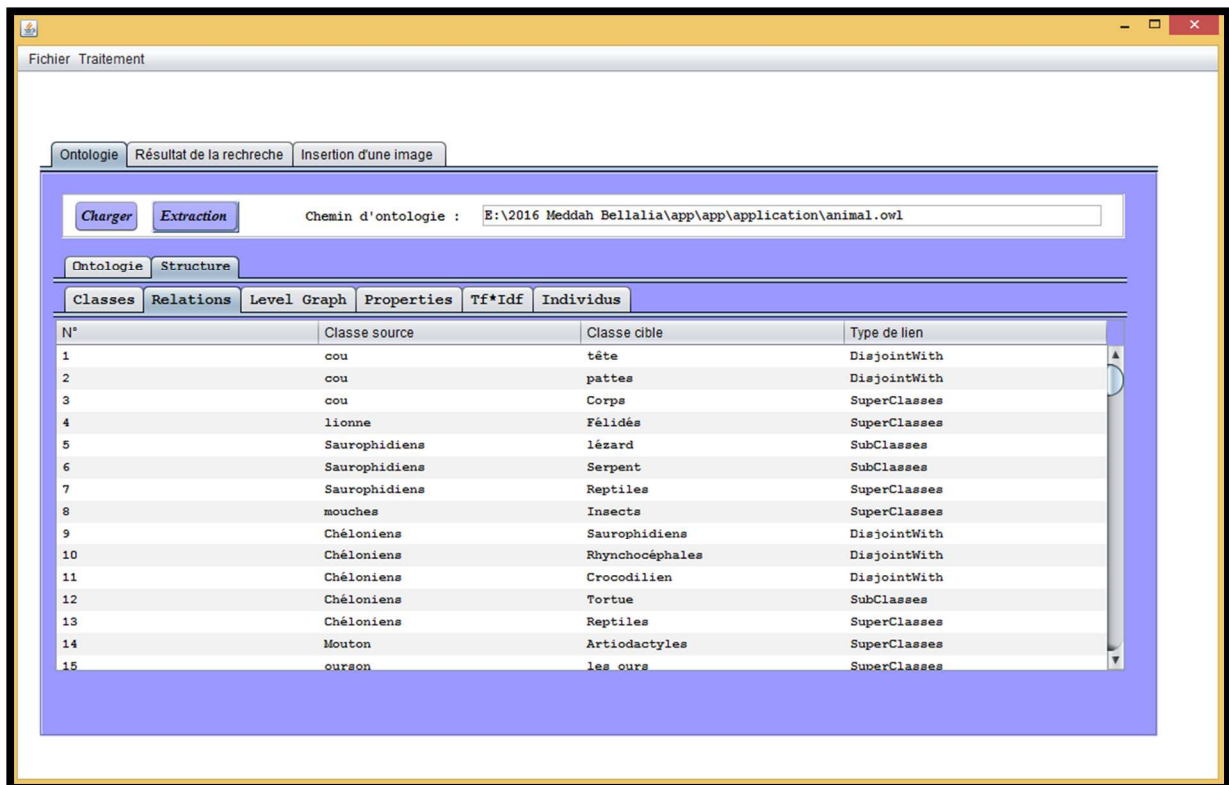 Fichier Traitement
Ontologie Résultat de la rechreche Insertion d'une image
Charger Extraction Chemin d'ontologie : E:\2016 Meddah Bellalia\app\app\application\animal.owl
Ontologie Structure
Classes Relations Level Graph Properties Tf*Idf Individus
N° Classe source Classe cible Type de lien
1 cou tête DisjointWith
2 cou pattes DisjointWith
3 cou Corps SuperClasses
4 lionne Félidés SuperClasses
5 Saurophidiens lézard SubClasses
6 Saurophidiens Serpent SubClasses
7 Saurophidiens Reptiles SuperClasses
8 mouches Insects SuperClasses
9 Chéloniens Saurophidiens DisjointWith
10 Chéloniens Rhynchocéphales DisjointWith
11 Chéloniens Crocodilien DisjointWith
12 Chéloniens Tortue SubClasses
13 Chéloniens Reptiles SuperClasses
14 Mouton Artiodactyles SuperClasses
15 ourson les ours SuperClasses